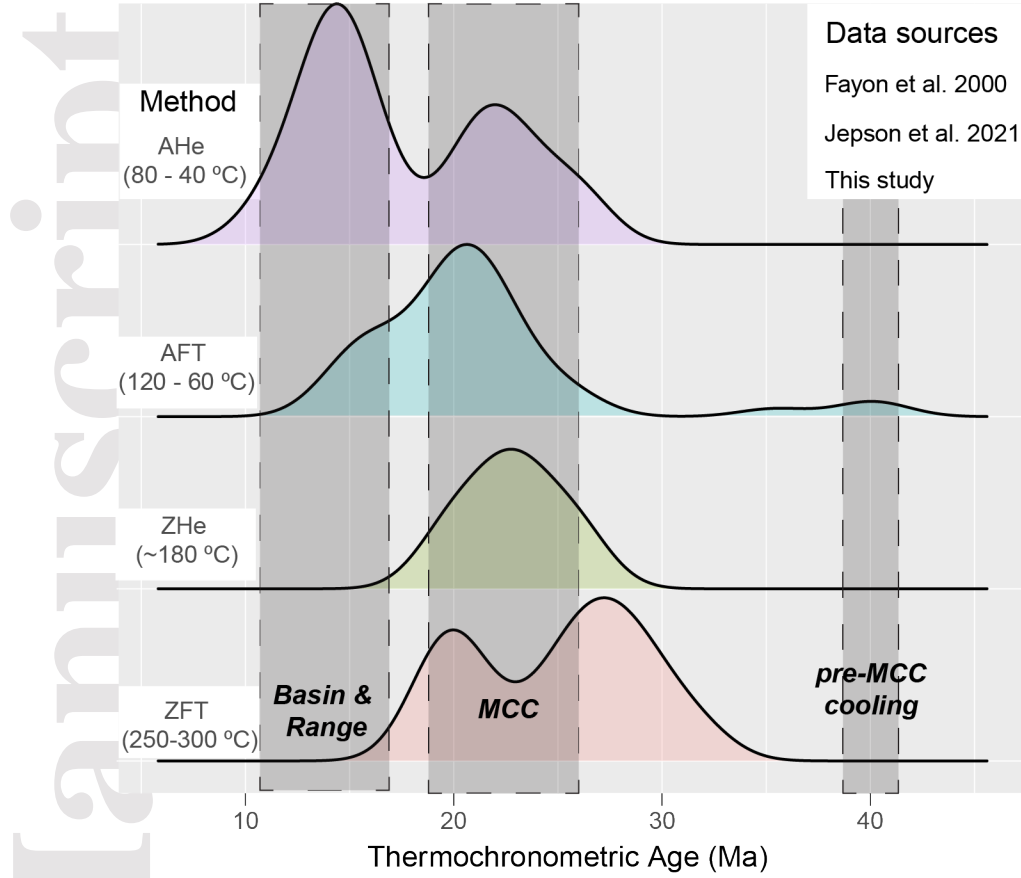 Data sources
Fayon et al. 2000
Jepson et al. 2021
This study
Method
AHe
(80 - 40 ºC)
AFT
(120 - 60 ºC)
ZHe
(~180 ºC)
ZFT
(250-300 ºC)
Basin &
Range
MCC
pre-MCC
cooling
10
20
30
40
Thermochronometric Age (Ma)
anuscript